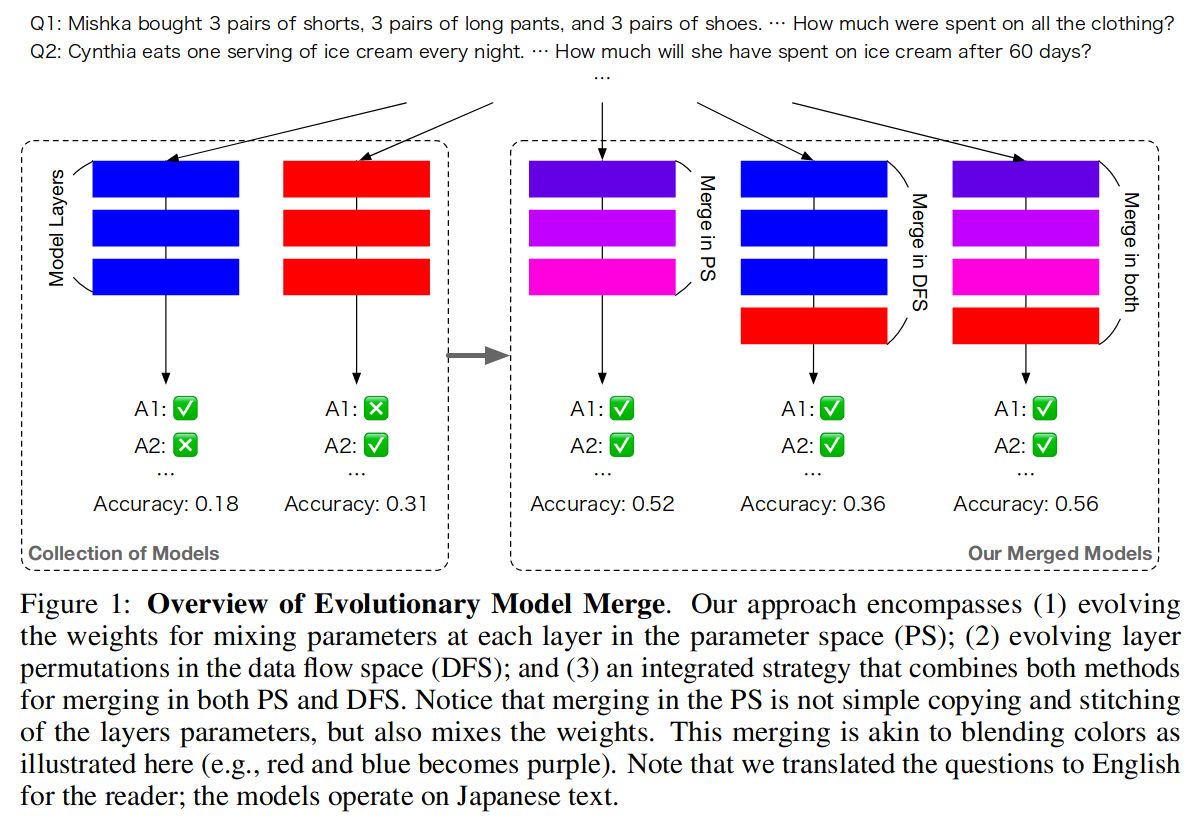 Q1: Mishka bought 3 pairs of shorts, 3 pairs of long pants, and 3 pairs of shoes. ⋯ How much were spent on all the clothing?
Q2: Cynthia eats one serving of ice cream every night. ⋯ How much will she have spent on ice cream after 60 days?
⋯
Model Layers
Merge in PS
Merge in DFS
Merge in both
A1: ✅ A1: ❎ A1: ✅ A1: ✅ A1: ✅
A2: ❎ A2: ✅ A2: ✅ A2: ✅ A2: ✅
⋯ ⋯ ⋯ ⋯ ⋯
Accuracy: 0.18 Accuracy: 0.31 Accuracy: 0.52 Accuracy: 0.36 Accuracy: 0.56
Collection of Models Our Merged Models
Figure 1: Overview of Evolutionary Model Merge. Our approach encompasses (1) evolving
the weights for mixing parameters at each layer in the parameter space (PS); (2) evolving layer
permutations in the data flow space (DFS); and (3) an integrated strategy that combines both methods
for merging in both PS and DFS. Notice that merging in the PS is not simple copying and stitching
of the layers parameters, but also mixes the weights. This merging is akin to blending colors as
illustrated here (e.g., red and blue becomes purple). Note that we translated the questions to English
for the reader; the models operate on Japanese text.